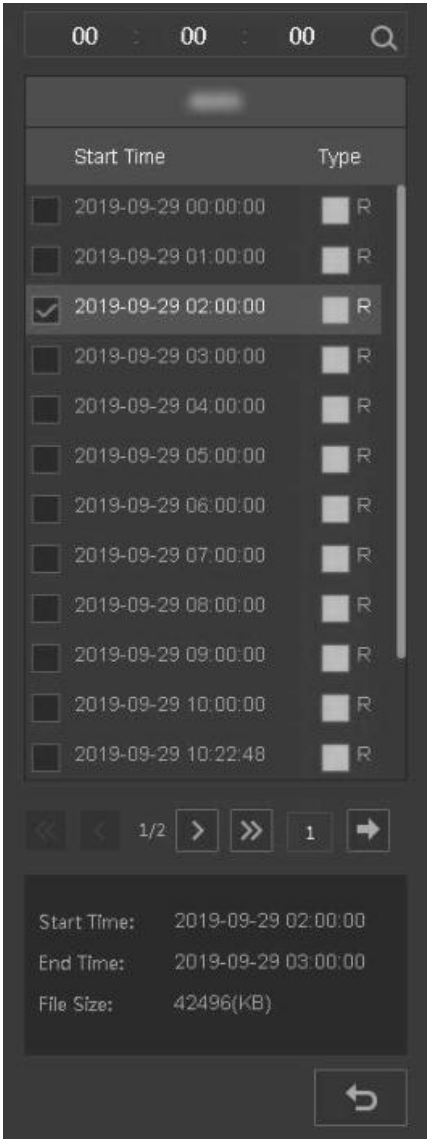 00 : 00 : 00
Start Time Type
2019-09-29 00:00:00 R
2019-09-29 01:00:00 R
2019-09-29 02:00:00 R
2019-09-29 03:00:00 R
2019-09-29 04:00:00 R
2019-09-29 05:00:00 R
2019-09-29 06:00:00 R
2019-09-29 07:00:00 R
2019-09-29 08:00:00 R
2019-09-29 09:00:00 R
2019-09-29 10:00:00 R
2019-09-29 10:22:48 R
1/2 1
Start Time: 2019-09-29 02:00:00
End Time: 2019-09-29 03:00:00
File Size: 42496(KB)